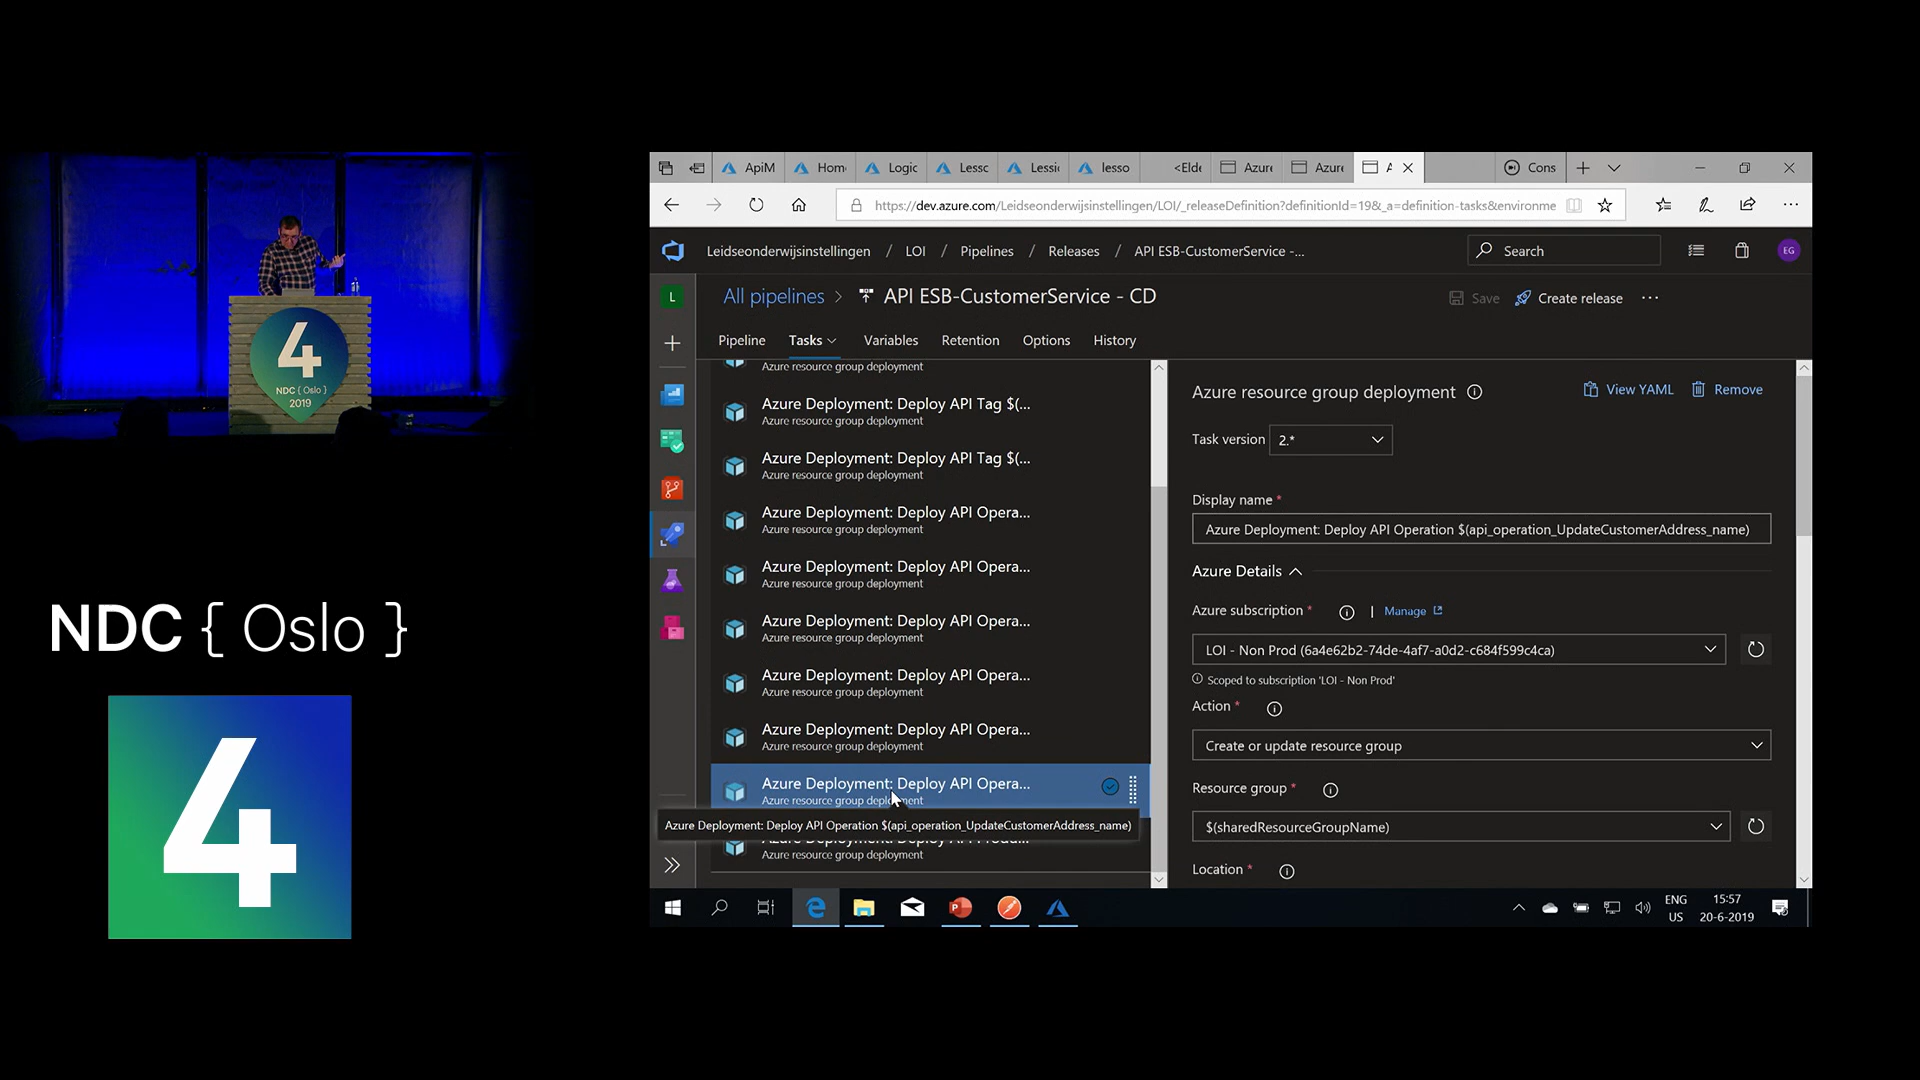 4
NDC { Oslo }
2019
NDC { Oslo }
4
ApiM
Hom
Logic
Lessc
Lessic
lesso
<Elde
Azure
Azure
A
Cons
https://dev.azure.com/Leidseonderwijsinstellingen/LOI/_releaseDefinition?definitionId=19&_a=definition-tasks&environme
Leidseonderwijsinstellingen / LOI / Pipelines / Releases / API ESB-CustomerService -...
Search
EG
L
All pipelines > API ESB-CustomerService - CD
Save
Create release
Pipeline Tasks Variables Retention Options History
Azure resource group deployment
Azure Deployment: Deploy API Tag $(...
Azure resource group deployment
Azure Deployment: Deploy API Tag $(...
Azure resource group deployment
Azure Deployment: Deploy API Opera...
Azure resource group deployment
Azure Deployment: Deploy API Opera...
Azure resource group deployment
Azure Deployment: Deploy API Opera...
Azure resource group deployment
Azure Deployment: Deploy API Opera...
Azure resource group deployment
Azure Deployment: Deploy API Opera...
Azure resource group deployment
Azure Deployment: Deploy API Opera...
Azure resource group deployment
Azure Deployment: Deploy API Operation $(api_operation_UpdateCustomerAddress_name)
Azure resource group deployment
Azure resource group deployment
View YAML
Remove
Task version 2.*
Display name *
Azure Deployment: Deploy API Operation $(api_operation_UpdateCustomerAddress_name)
Azure Details
Azure subscription * | Manage
LOI - Non Prod (6a4e62b2-74de-4af7-a0d2-c684f599c4ca)
Scoped to subscription 'LOI - Non Prod'
Action *
Create or update resource group
Resource group *
$(sharedResourceGroupName)
Location *
ENG
US
15:57
20-6-2019